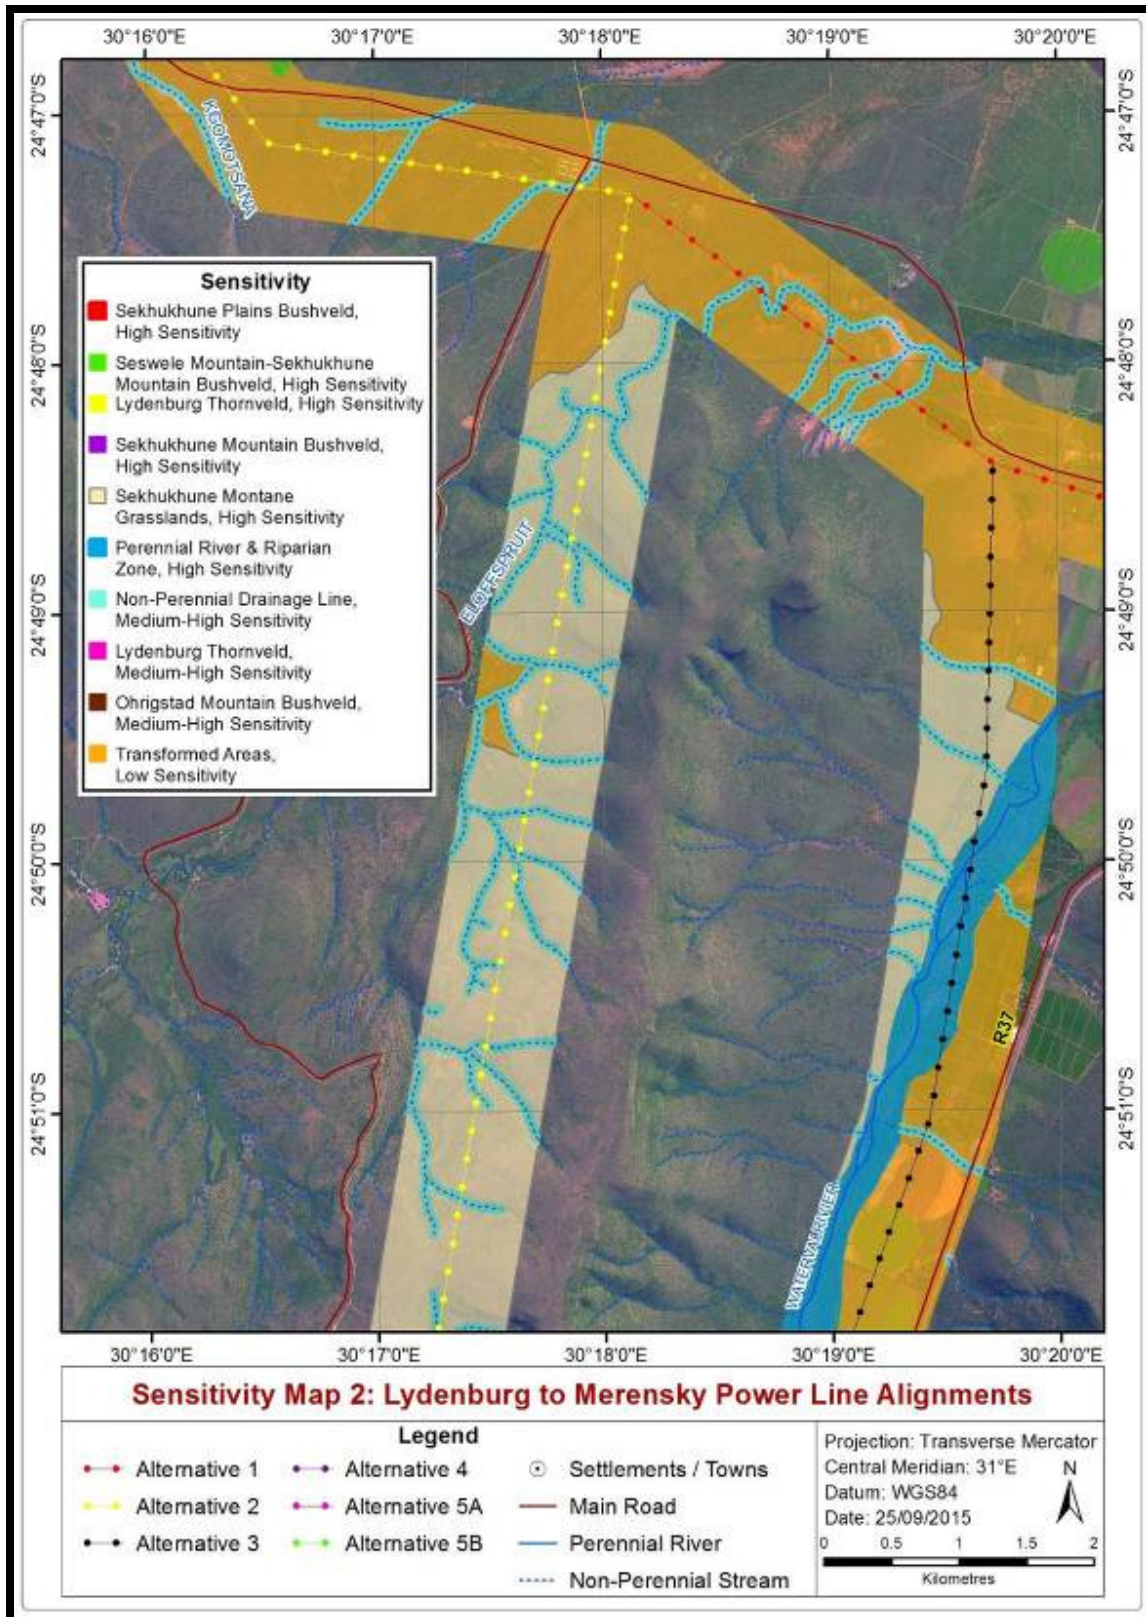 30°16'0"E 30°17'0"E 30°18'0"E 30°19'0"E 30°20'0"E
24°47'0"S
24°47'0"S
KGOMOTSANA
Sensitivity
Sekhukhune Plains Bushveld,
High Sensitivity
Seswele Mountain-Sekhukhune
Mountain Bushveld, High Sensitivity
Lydenburg Thornveld, High Sensitivity
Sekhukhune Mountain Bushveld,
High Sensitivity
Sekhukhune Montane
Grasslands, High Sensitivity
Perennial River & Riparian
Zone, High Sensitivity
Non-Perennial Drainage Line,
Medium-High Sensitivity
Lydenburg Thornveld,
Medium-High Sensitivity
Ohrigstad Mountain Bushveld,
Medium-High Sensitivity
Transformed Areas,
Low Sensitivity
24°48'0"S
24°48'0"S
ELOFFSPRUIT
24°49'0"S
24°49'0"S
24°50'0"S
24°50'0"S
R37
24°51'0"S
24°51'0"S
WATERVALRIVIER
30°16'0"E 30°17'0"E 30°18'0"E 30°19'0"E 30°20'0"E
Sensitivity Map 2: Lydenburg to Merensky Power Line Alignments
Legend
Alternative 1
Alternative 2
Alternative 3
Alternative 4
Alternative 5A
Alternative 5B
Settlements / Towns
Main Road
Perennial River
Non-Perennial Stream
Projection: Transverse Mercator
Central Meridian: 31°E
Datum: WGS84
Date: 25/09/2015
N
0 0.5 1 1.5 2
Kilometres